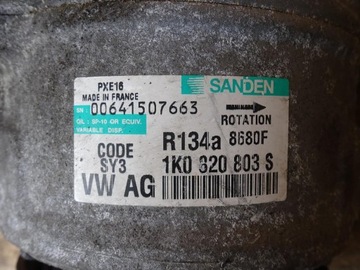 PXE16
MADE IN FRANCE
SN : 00641507663
OIL : SP-10 OR EQUIV.
VARIABLE DISP.
SANDEN
ROTATION
R134a 8680F
CODE
SY3
1K0 820 803 S
VW AG